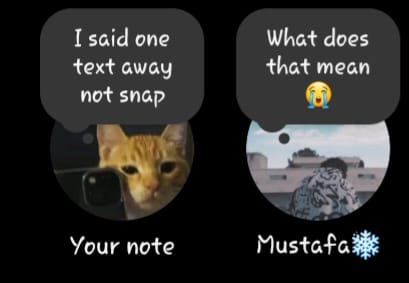 I said one
text away
not snap
What does
that mean
😭
Your note
Mustafa❄️